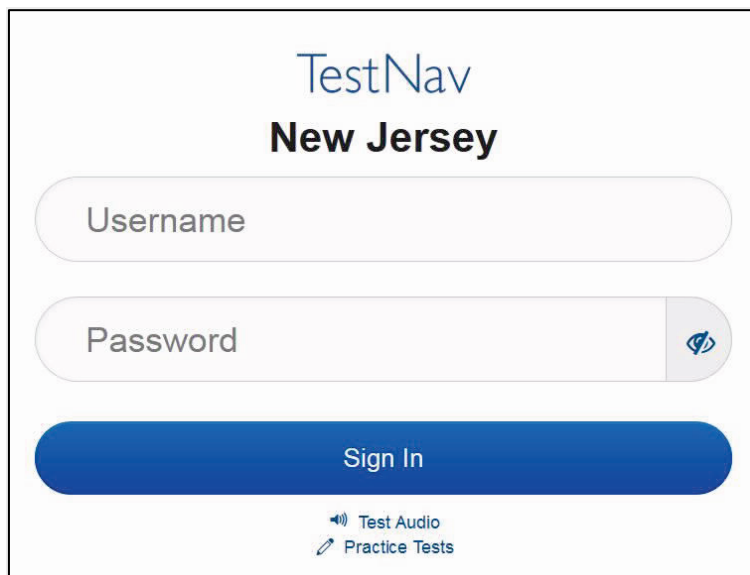 TestNav
New Jersey
Username
Password
Sign In
Test Audio
Practice Tests